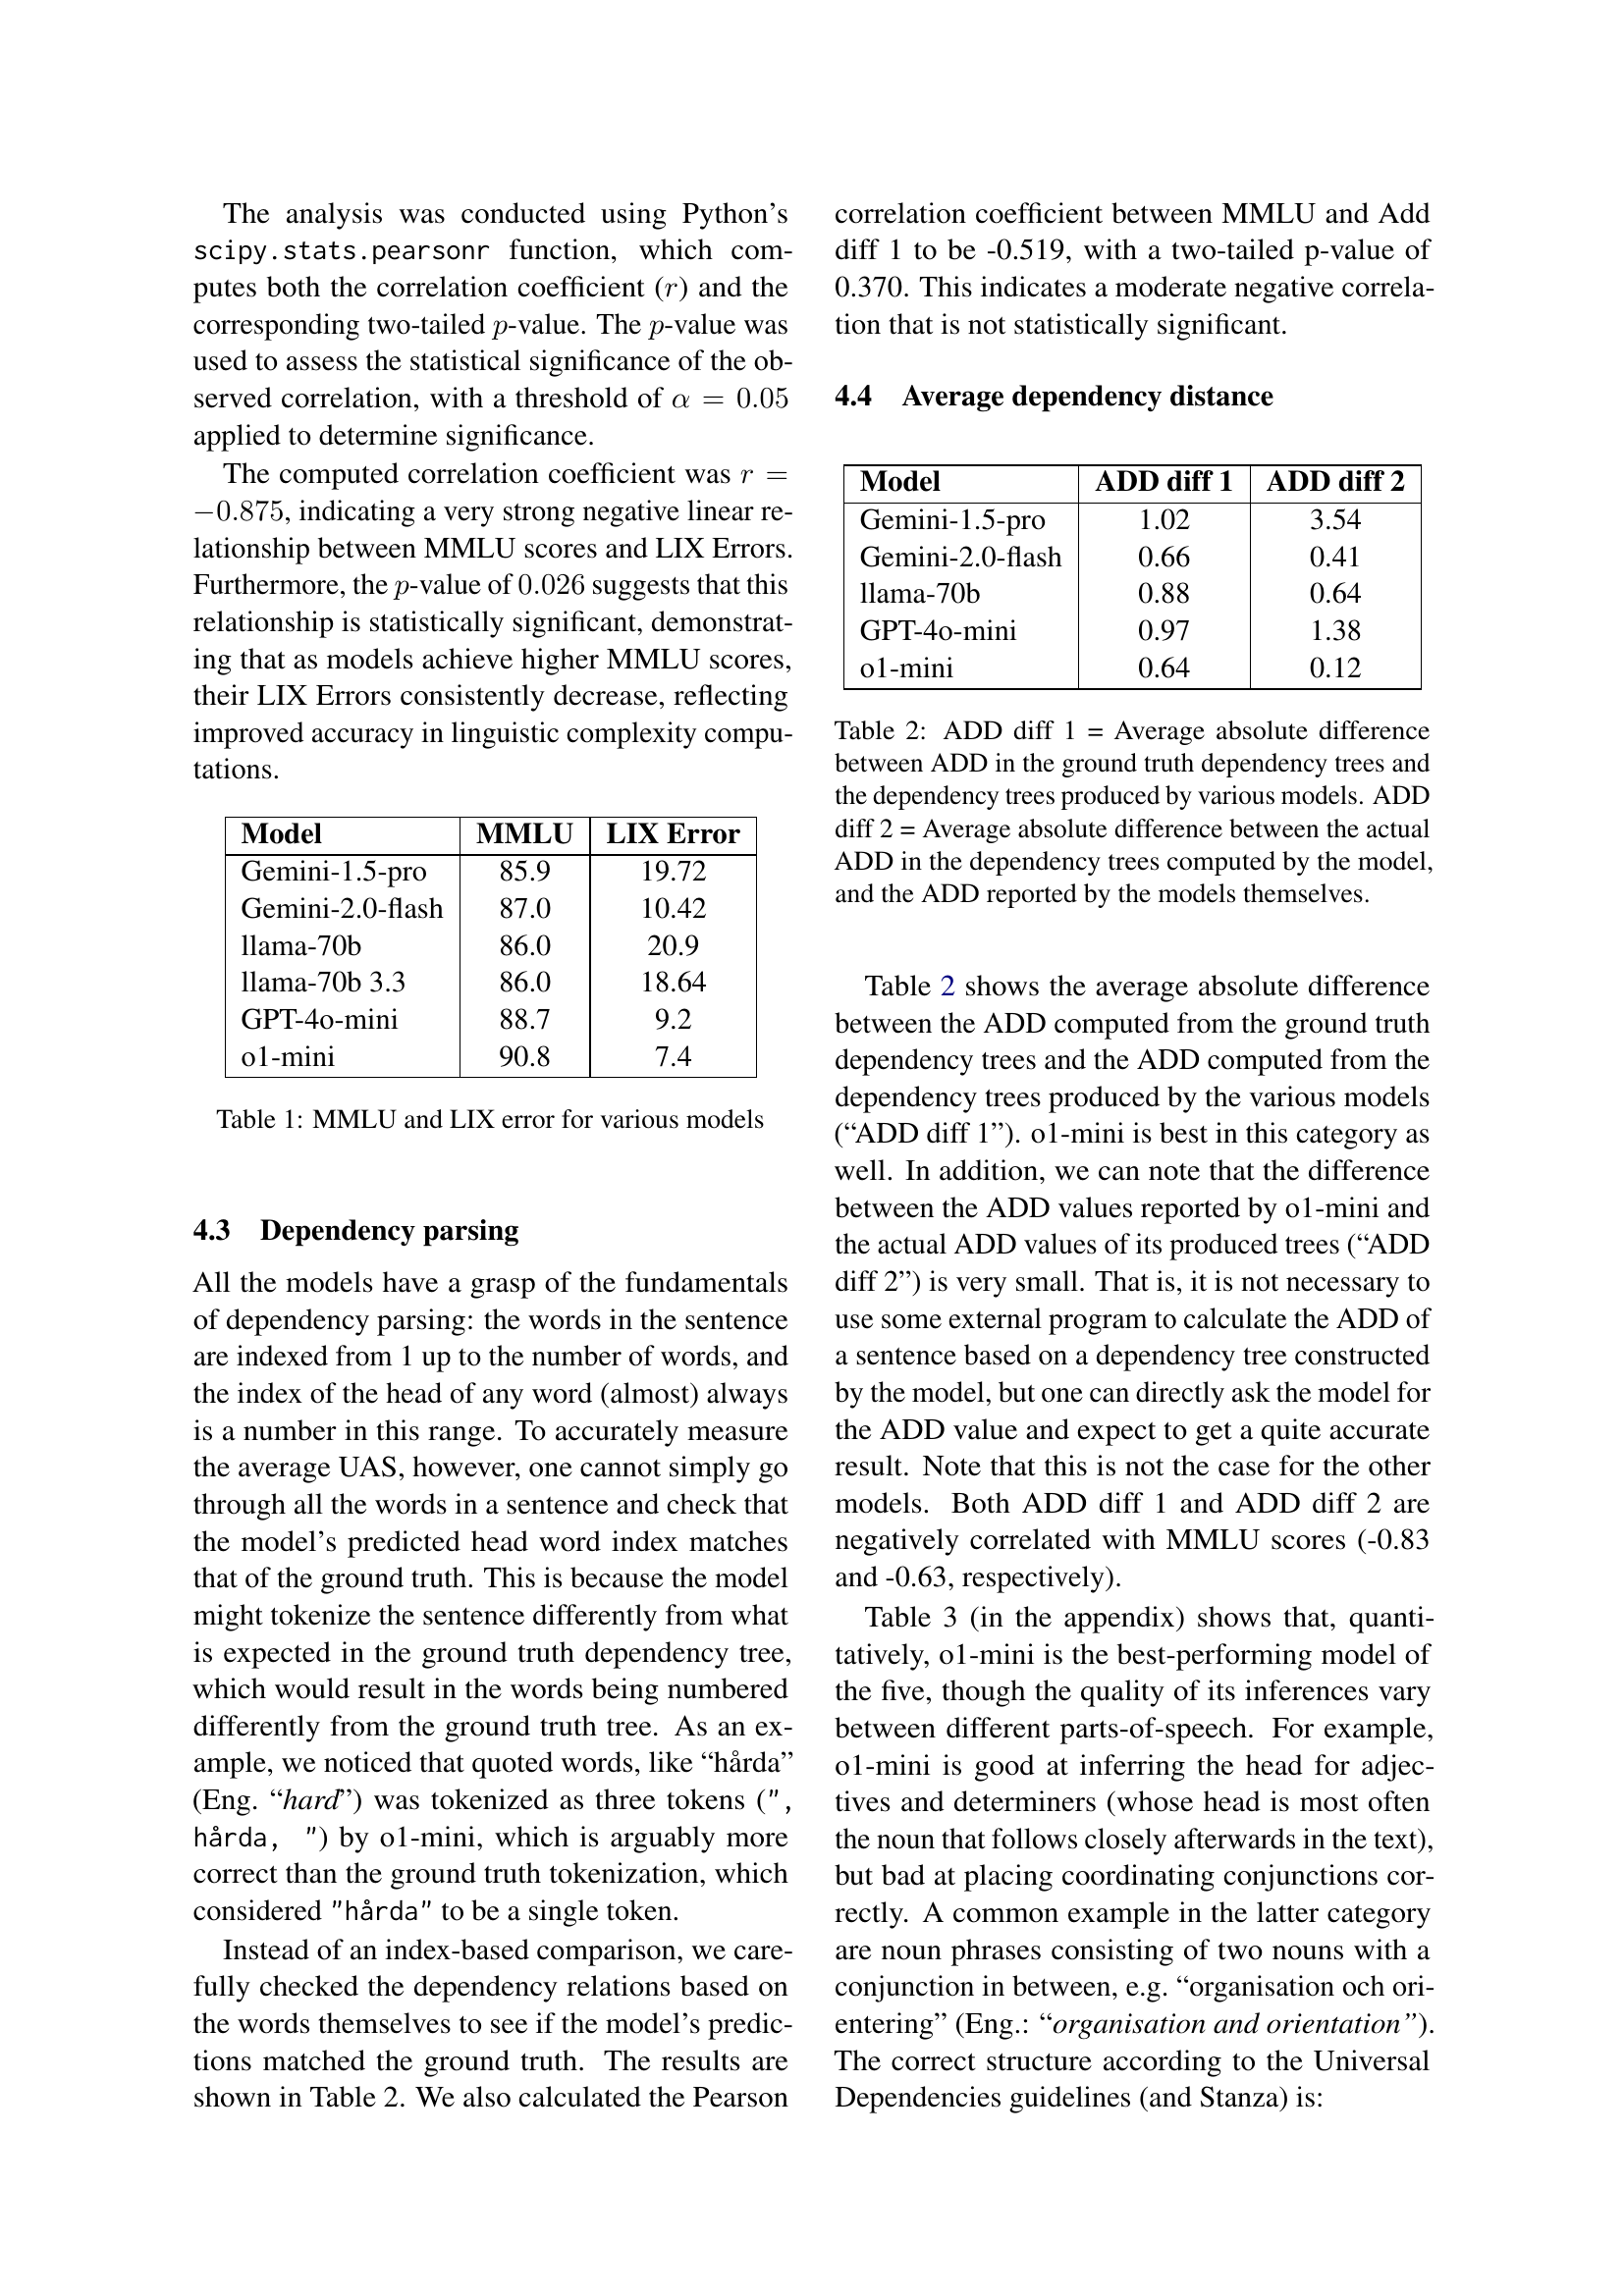 The analysis was conducted using Python's
scipy.stats.pearsonr function, which com-
putes both the correlation coefficient (r) and the
corresponding two-tailed p-value. The p-value was
used to assess the statistical significance of the ob-
served correlation, with a threshold of α = 0.05
applied to determine significance.
The computed correlation coefficient was r =
−0.875, indicating a very strong negative linear re-
lationship between MMLU scores and LIX Errors.
Furthermore, the p-value of 0.026 suggests that this
relationship is statistically significant, demonstrat-
ing that as models achieve higher MMLU scores,
their LIX Errors consistently decrease, reflecting
improved accuracy in linguistic complexity compu-
tations.
Model MMLU LIX Error
Gemini-1.5-pro 85.9 19.72
Gemini-2.0-flash 87.0 10.42
llama-70b 86.0 20.9
llama-70b 3.3 86.0 18.64
GPT-4o-mini 88.7 9.2
o1-mini 90.8 7.4
Table 1: MMLU and LIX error for various models
4.3 Dependency parsing
All the models have a grasp of the fundamentals
of dependency parsing: the words in the sentence
are indexed from 1 up to the number of words, and
the index of the head of any word (almost) always
is a number in this range. To accurately measure
the average UAS, however, one cannot simply go
through all the words in a sentence and check that
the model's predicted head word index matches
that of the ground truth. This is because the model
might tokenize the sentence differently from what
is expected in the ground truth dependency tree,
which would result in the words being numbered
differently from the ground truth tree. As an ex-
ample, we noticed that quoted words, like “hårda”
(Eng. “hard”) was tokenized as three tokens (",
hårda, ") by o1-mini, which is arguably more
correct than the ground truth tokenization, which
considered "hårda" to be a single token.
Instead of an index-based comparison, we care-
fully checked the dependency relations based on
the words themselves to see if the model's predic-
tions matched the ground truth. The results are
shown in Table 2. We also calculated the Pearson
correlation coefficient between MMLU and Add
diff 1 to be -0.519, with a two-tailed p-value of
0.370. This indicates a moderate negative correla-
tion that is not statistically significant.
4.4 Average dependency distance
Model ADD diff 1 ADD diff 2
Gemini-1.5-pro 1.02 3.54
Gemini-2.0-flash 0.66 0.41
llama-70b 0.88 0.64
GPT-4o-mini 0.97 1.38
o1-mini 0.64 0.12
Table 2: ADD diff 1 = Average absolute difference
between ADD in the ground truth dependency trees and
the dependency trees produced by various models. ADD
diff 2 = Average absolute difference between the actual
ADD in the dependency trees computed by the model,
and the ADD reported by the models themselves.
Table 2 shows the average absolute difference
between the ADD computed from the ground truth
dependency trees and the ADD computed from the
dependency trees produced by the various models
(“ADD diff 1”). o1-mini is best in this category as
well. In addition, we can note that the difference
between the ADD values reported by o1-mini and
the actual ADD values of its produced trees (“ADD
diff 2”) is very small. That is, it is not necessary to
use some external program to calculate the ADD of
a sentence based on a dependency tree constructed
by the model, but one can directly ask the model for
the ADD value and expect to get a quite accurate
result. Note that this is not the case for the other
models. Both ADD diff 1 and ADD diff 2 are
negatively correlated with MMLU scores (-0.83
and -0.63, respectively).
Table 3 (in the appendix) shows that, quanti-
tatively, o1-mini is the best-performing model of
the five, though the quality of its inferences vary
between different parts-of-speech. For example,
o1-mini is good at inferring the head for adjec-
tives and determiners (whose head is most often
the noun that follows closely afterwards in the text),
but bad at placing coordinating conjunctions cor-
rectly. A common example in the latter category
are noun phrases consisting of two nouns with a
conjunction in between, e.g. “organisation och ori-
entering” (Eng.: “organisation and orientation”).
The correct structure according to the Universal
Dependencies guidelines (and Stanza) is: